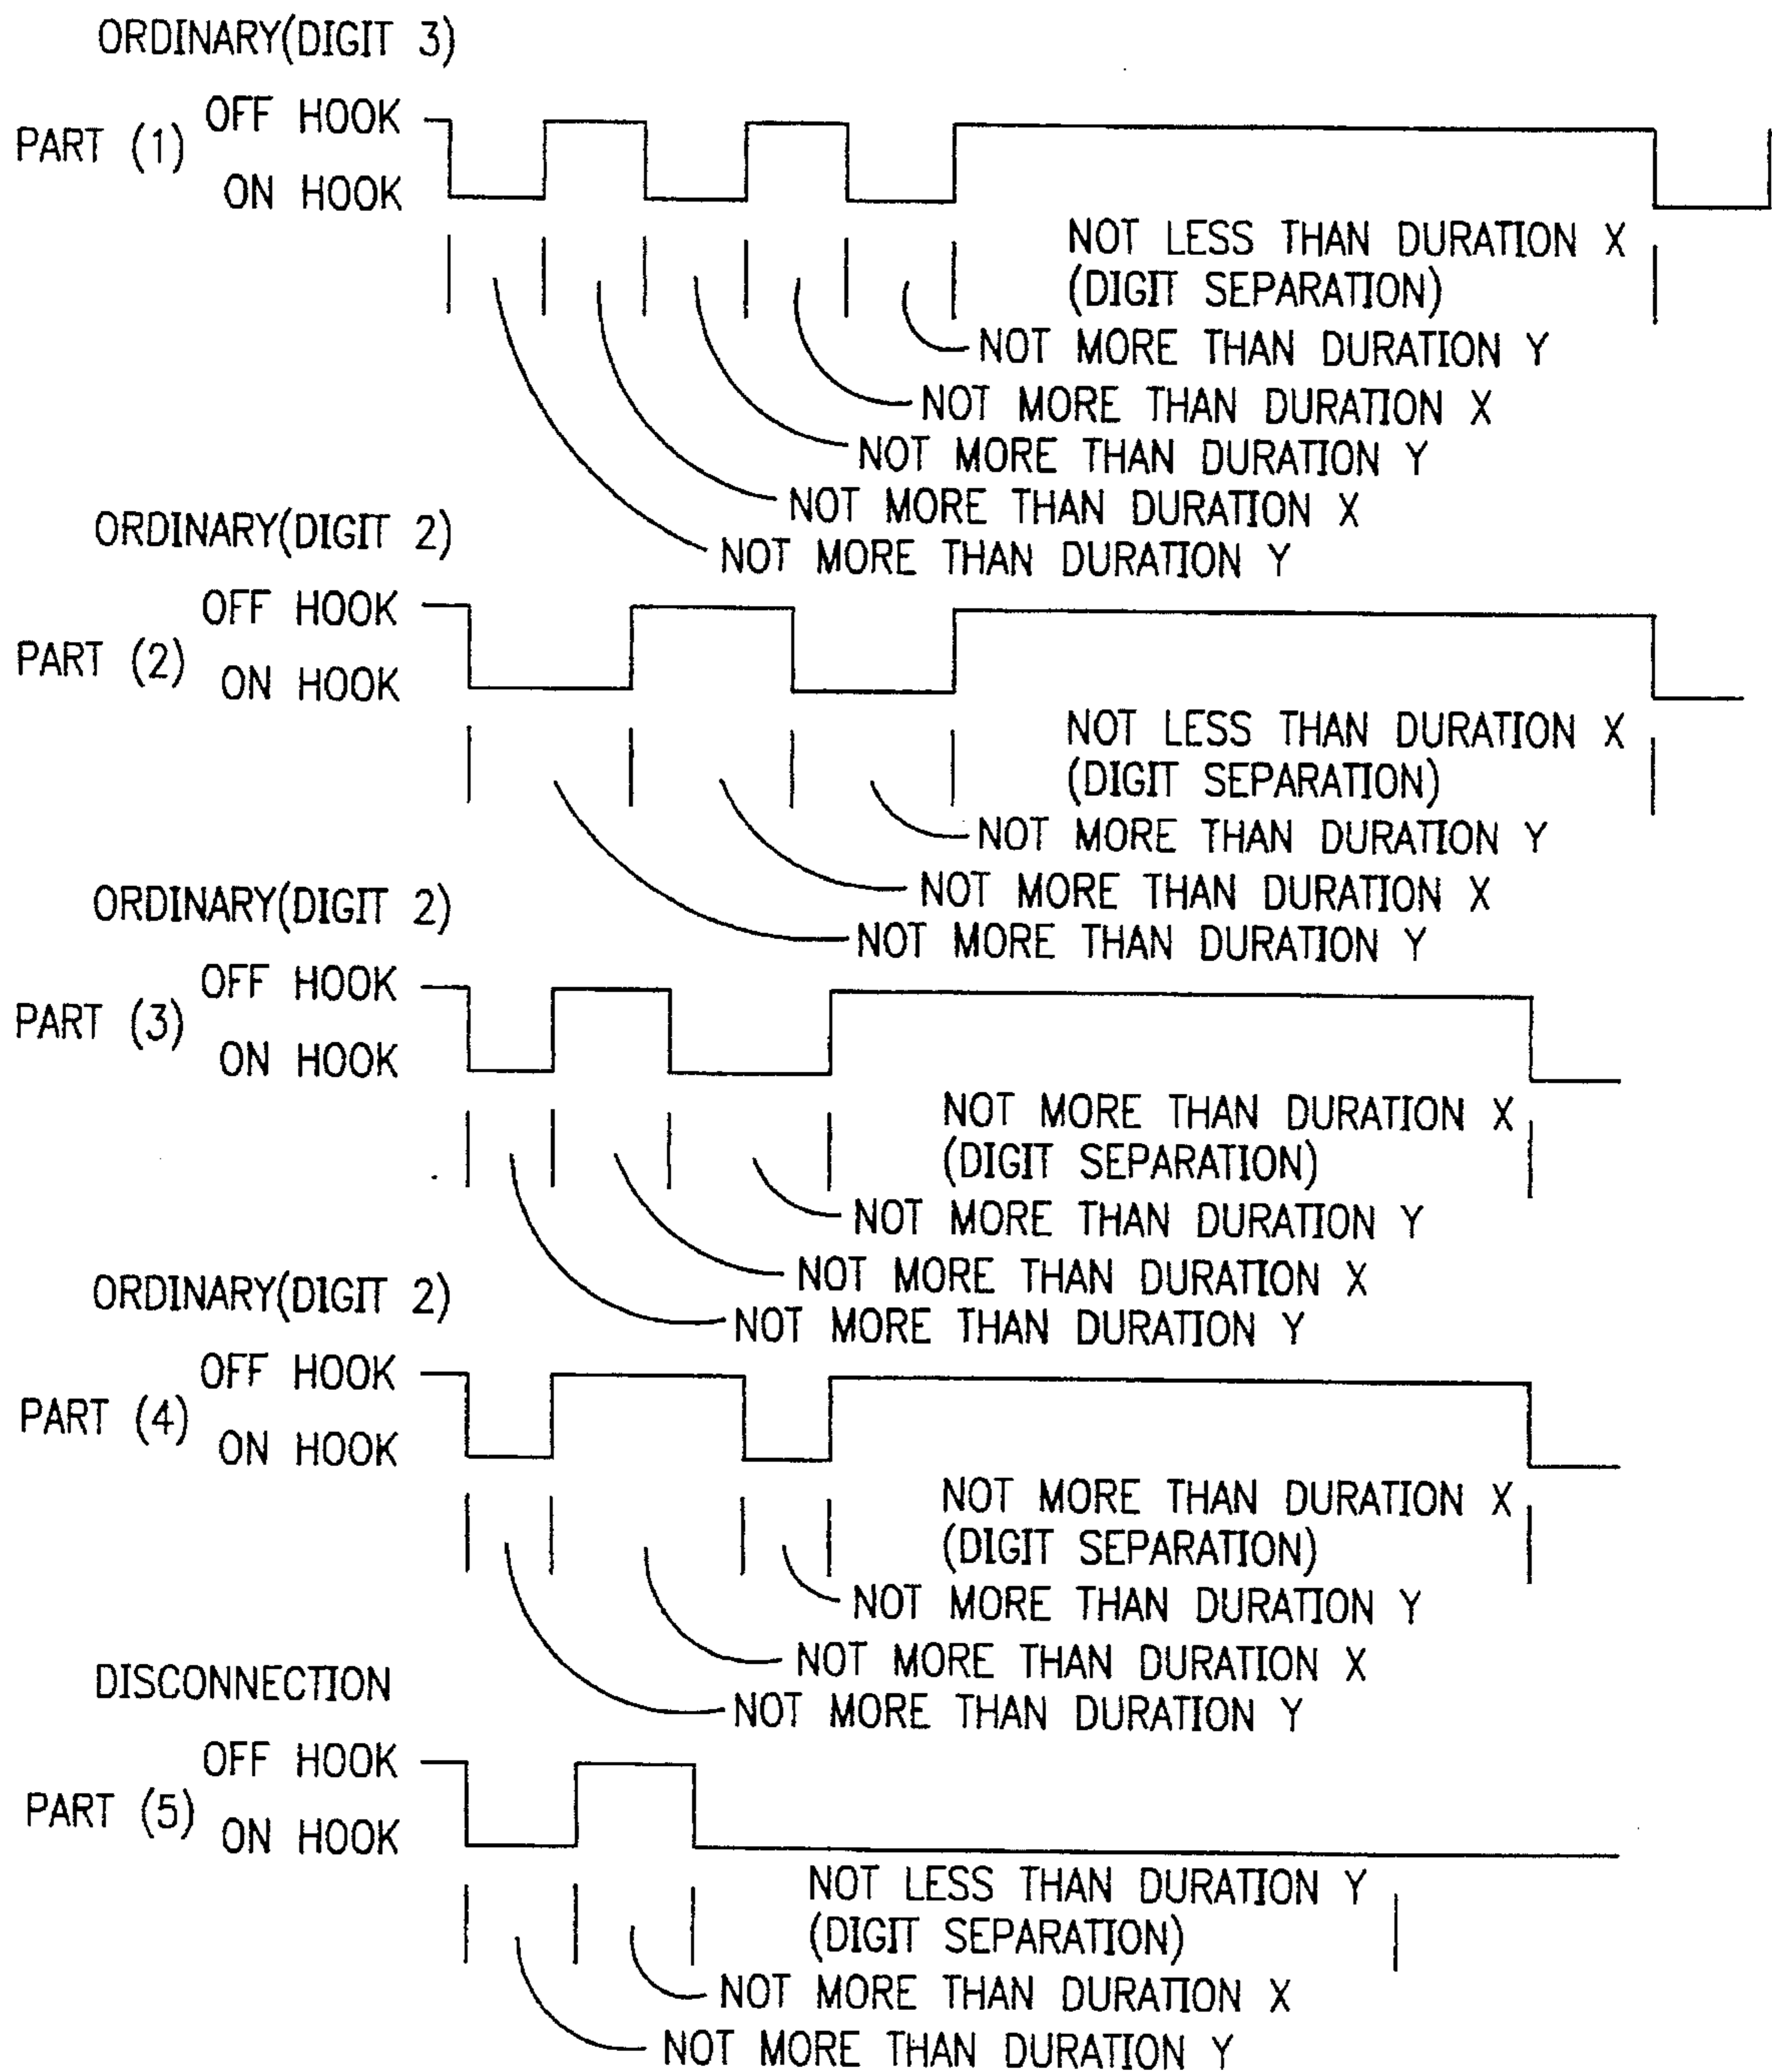 ORDINARY(DIGIT 3)
OFF HOOK
PART (1)
ON HOOK
NOT LESS THAN DURATION X
(DIGIT SEPARATION)
NOT MORE THAN DURATION Y
NOT MORE THAN DURATION X
NOT MORE THAN DURATION Y
NOT MORE THAN DURATION X
NOT MORE THAN DURATION Y
ORDINARY(DIGIT 2)
OFF HOOK
PART (2)
ON HOOK
NOT LESS THAN DURATION X
(DIGIT SEPARATION)
NOT MORE THAN DURATION Y
NOT MORE THAN DURATION X
NOT MORE THAN DURATION Y
ORDINARY(DIGIT 2)
OFF HOOK
PART (3)
ON HOOK
NOT MORE THAN DURATION X
(DIGIT SEPARATION)
NOT MORE THAN DURATION Y
NOT MORE THAN DURATION X
NOT MORE THAN DURATION Y
ORDINARY(DIGIT 2)
OFF HOOK
PART (4)
ON HOOK
NOT MORE THAN DURATION X
(DIGIT SEPARATION)
NOT MORE THAN DURATION Y
NOT MORE THAN DURATION X
NOT MORE THAN DURATION Y
DISCONNECTION
OFF HOOK
PART (5)
ON HOOK
NOT LESS THAN DURATION Y
(DIGIT SEPARATION)
NOT MORE THAN DURATION X
NOT MORE THAN DURATION Y